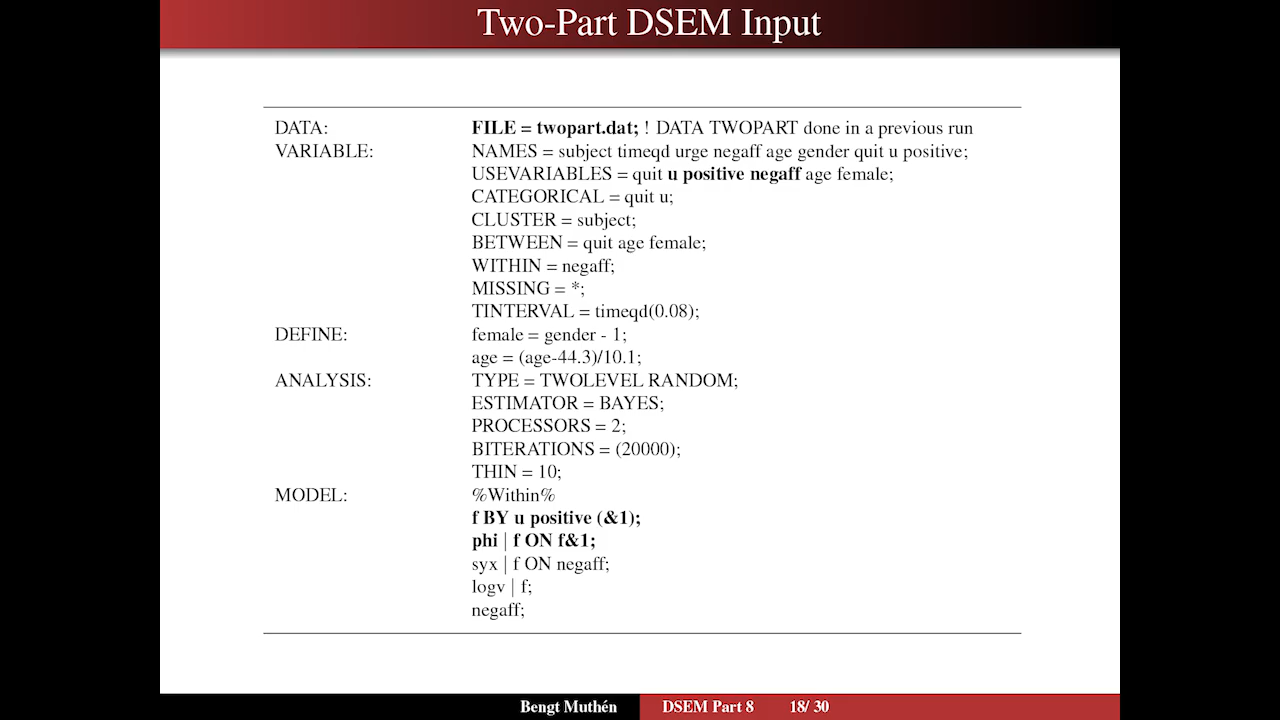 Two-Part DSEM Input
DATA: FILE = twopart.dat; ! DATA TWOPART done in a previous run
VARIABLE: NAMES = subject timeqd urge negaff age gender quit u positive;
USEVARIABLES = quit u positive negaff age female;
CATEGORICAL = quit u;
CLUSTER = subject;
BETWEEN = quit age female;
WITHIN = negaff;
MISSING = *;
TINTERVAL = timeqd(0.08);
DEFINE: female = gender - 1;
age = (age-44.3)/10.1;
ANALYSIS: TYPE = TWOLEVEL RANDOM;
ESTIMATOR = BAYES;
PROCESSORS = 2;
BITERATIONS = (20000);
THIN = 10;
MODEL: %Within%
f BY u positive (&1);
phi | f ON f&1;
syx | f ON negaff;
logv | f;
negaff;
Bengt Muthén DSEM Part 8 18/ 30